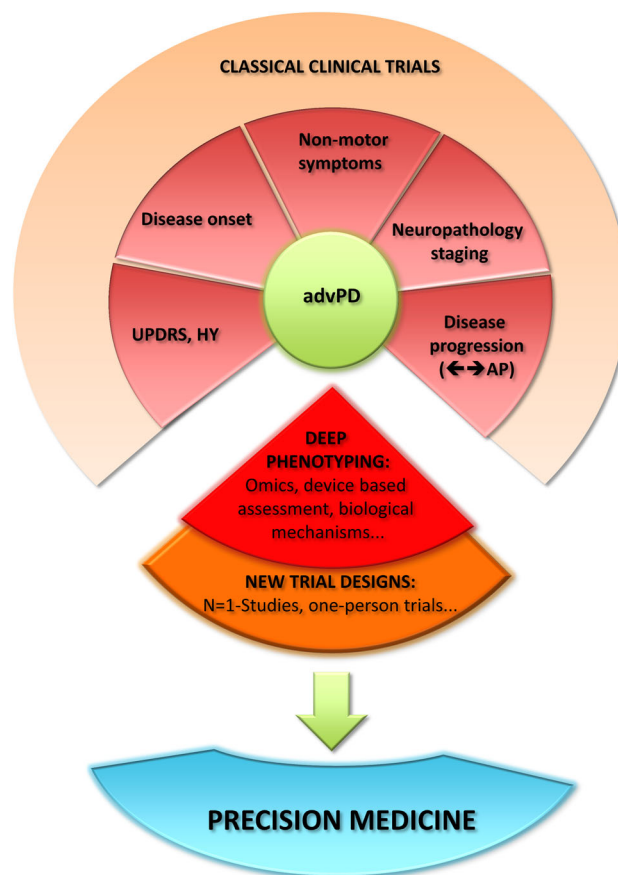 CLASSICAL CLINICAL TRIALS
Non-motor
symptoms
Disease onset
Neuropathology
staging
UPDRS, HY
advPD
Disease
progression
(←→AP)
DEEP
PHENOTYPING:
Omics, device based
assessment, biological
mechanisms...
NEW TRIAL DESIGNS:
N=1-Studies, one-person trials...
PRECISION MEDICINE